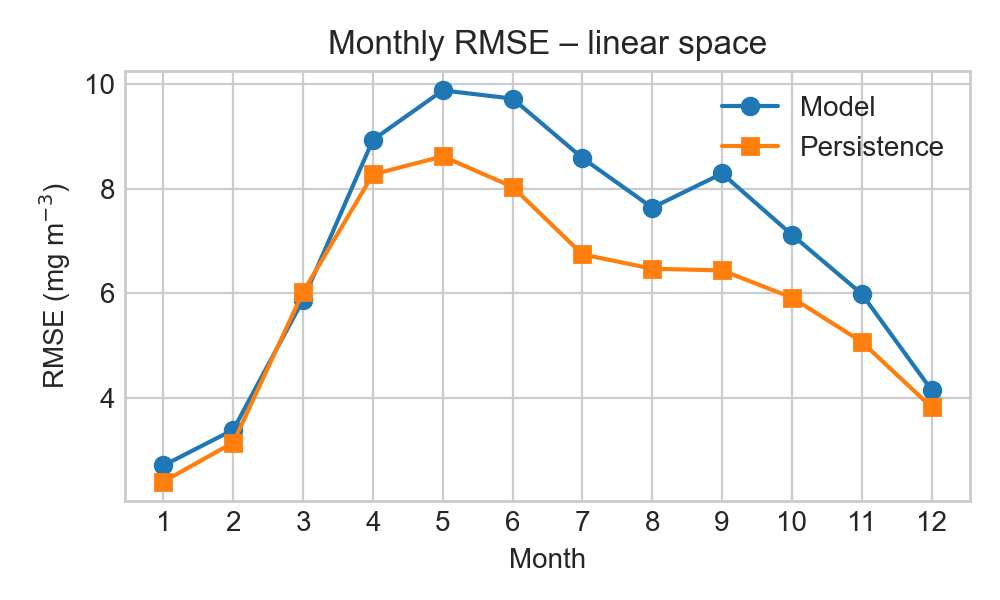 Monthly RMSE – linear space
RMSE (mg m⁻³)
10
8
6
4
Model
Persistence
1 2 3 4 5 6 7 8 9 10 11 12
Month